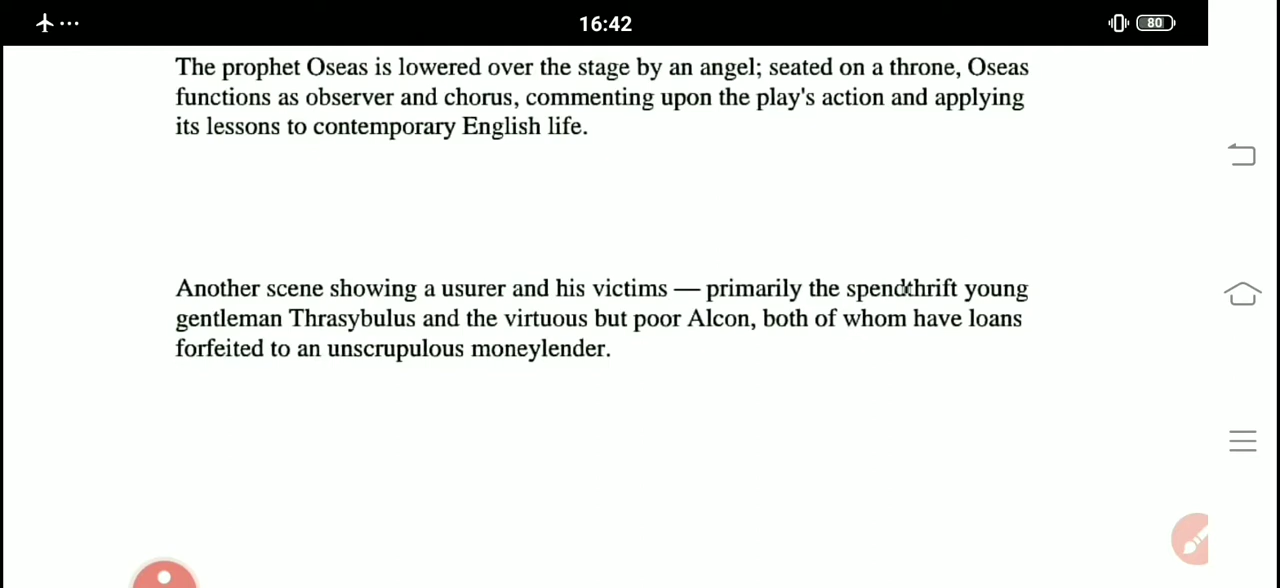 16:42
80
The prophet Oseas is lowered over the stage by an angel; seated on a throne, Oseas
functions as observer and chorus, commenting upon the play's action and applying
its lessons to contemporary English life.
Another scene showing a usurer and his victims — primarily the spendthrift young
gentleman Thrasybulus and the virtuous but poor Alcon, both of whom have loans
forfeited to an unscrupulous moneylender.